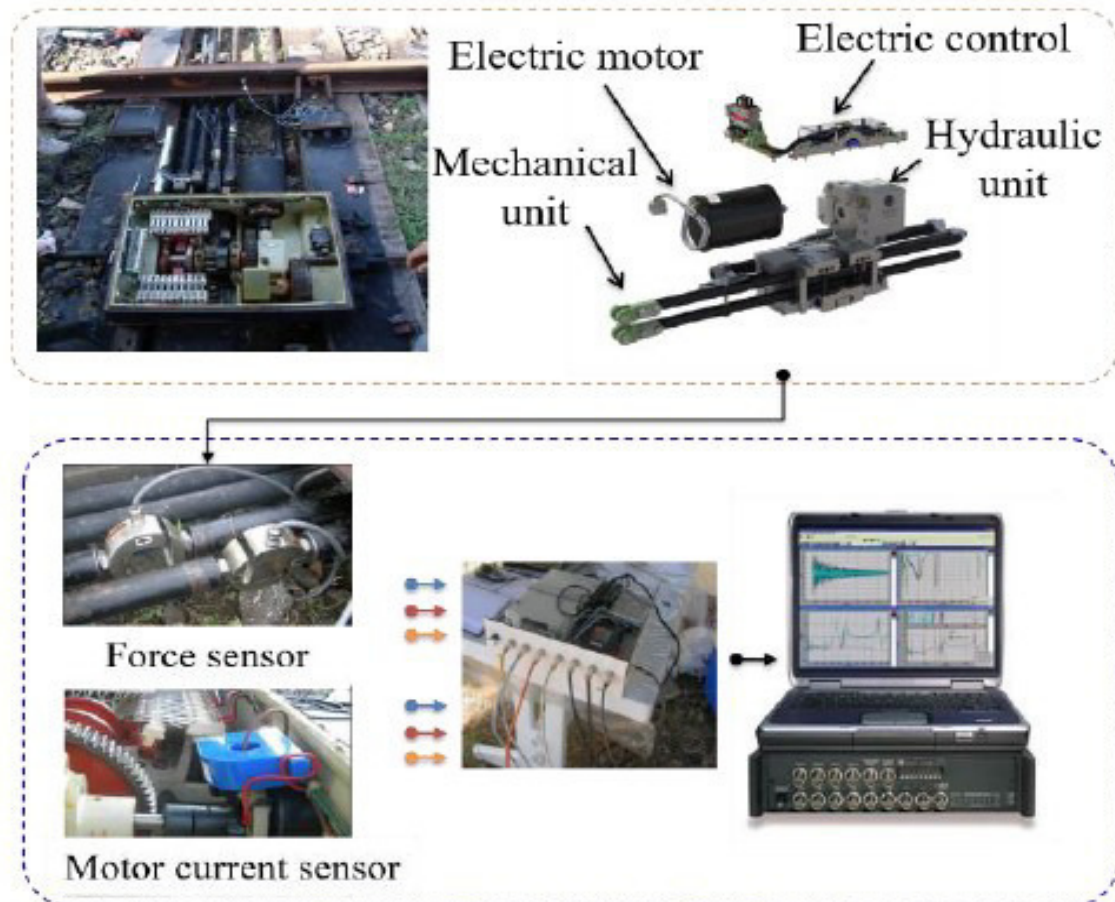 Electric control
Electric motor
Hydraulic
unit
Mechanical
unit
Force sensor
Motor current sensor